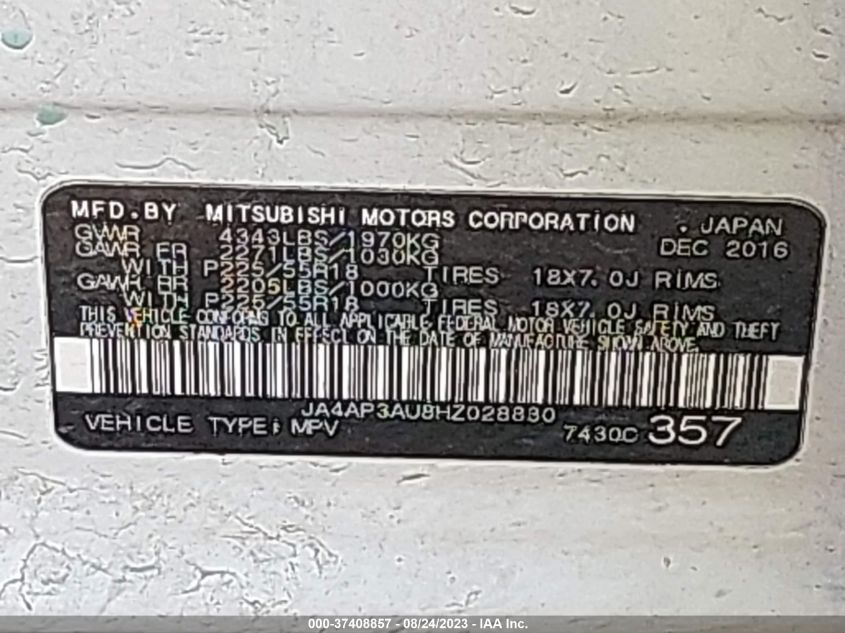 MFD.BY MITSUBISHI MOTORS CORPORATION . JAPAN
GVWR 4343LBS/1970KG DEC 2016
GAWR FR 2271LBS/1030KG
WITH P225/55R18 TIRES 18X7.0J RIMS
GAWR RR 2205LBS/1000KG
WITH P225/55R18 TIRES 18X7.0J RIMS
THIS VEHICLE CONFORMS TO ALL APPLICABLE FEDERAL MOTOR VEHICLE SAFETY AND THEFT
PREVENTION STANDARDS IN EFFECT ON THE DATE OF MANUFACTURE SHOWN ABOVE.
JA4AP3AU8HZ028880
VEHICLE TYPE: MPV 7430C 357
000-37408857 - 08/24/2023 - IAA Inc.